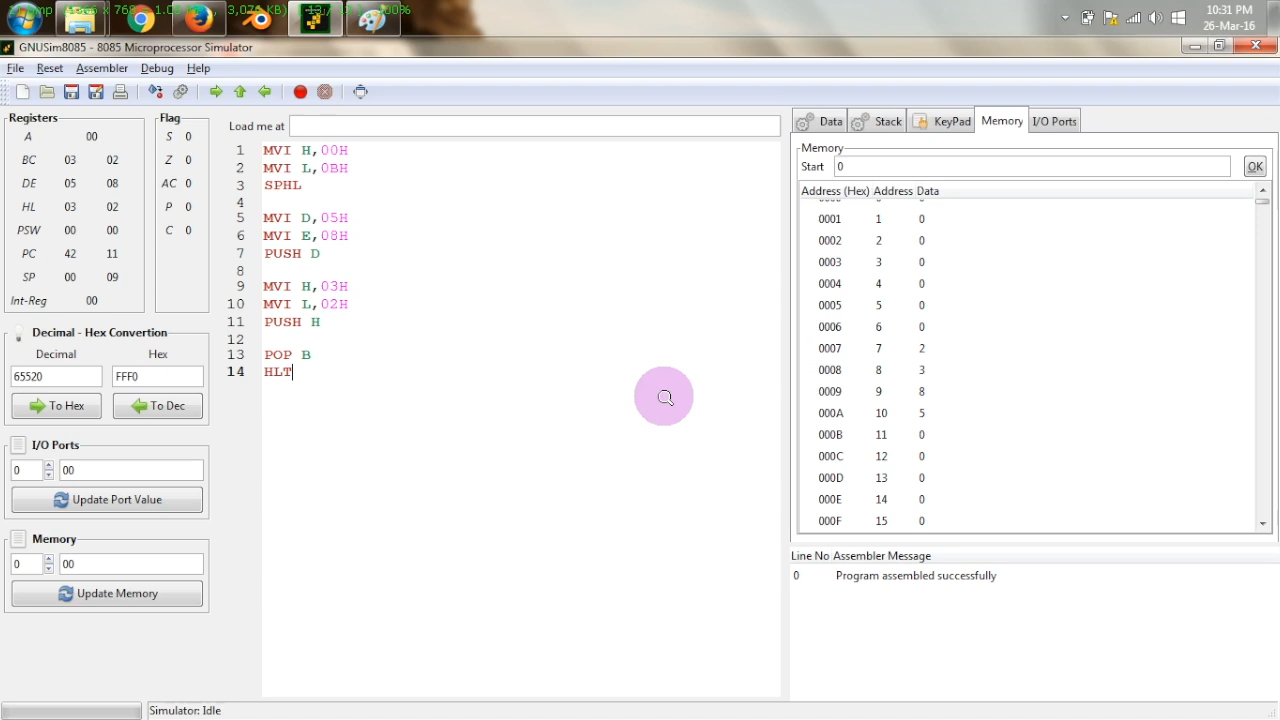 10:31 PM
26-Mar-16
GNUSim8085 - 8085 Microprocessor Simulator
File Reset Assembler Debug Help
Registers
A 00
BC 03 02
DE 05 08
HL 03 02
PSW 00 00
PC 42 11
SP 00 09
Int-Reg 00
Flag
S 0
Z 0
AC 0
P 0
C 0
Decimal - Hex Convertion
Decimal Hex
65520 FFF0
To Hex To Dec
I/O Ports
0 00
Update Port Value
Memory
0 00
Update Memory
Load me at
1 MVI H,00H
2 MVI L,0BH
3 SPHL
4
5 MVI D,05H
6 MVI E,08H
7 PUSH D
8
9 MVI H,03H
10 MVI L,02H
11 PUSH H
12
13 POP B
14 HLT
Data Stack KeyPad Memory I/O Ports
Memory
Start 0 OK
Address (Hex) Address Data
0001 1 0
0002 2 0
0003 3 0
0004 4 0
0005 5 0
0006 6 0
0007 7 2
0008 8 3
0009 9 8
000A 10 5
000B 11 0
000C 12 0
000D 13 0
000E 14 0
000F 15 0
Line No Assembler Message
0 Program assembled successfully
Simulator: Idle